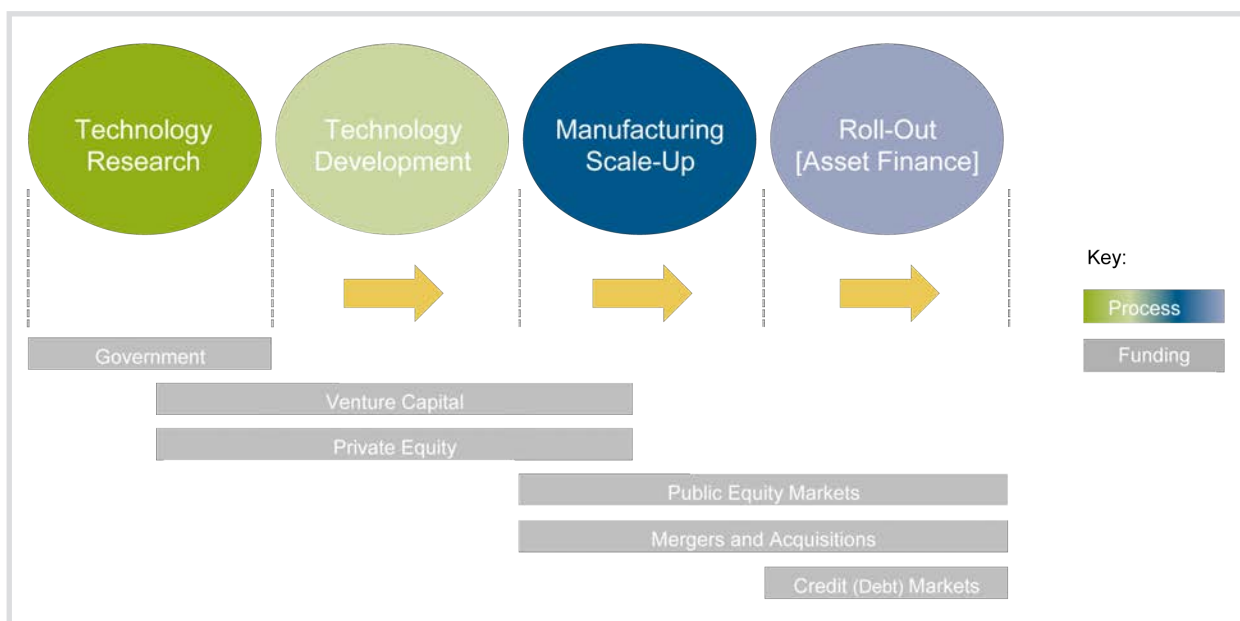 Technology
Research
Technology
Development
Manufacturing
Scale-Up
Roll-Out
[Asset Finance]
Key:
Process
Funding
Government
Venture Capital
Private Equity
Public Equity Markets
Mergers and Acquisitions
Credit (Debt) Markets